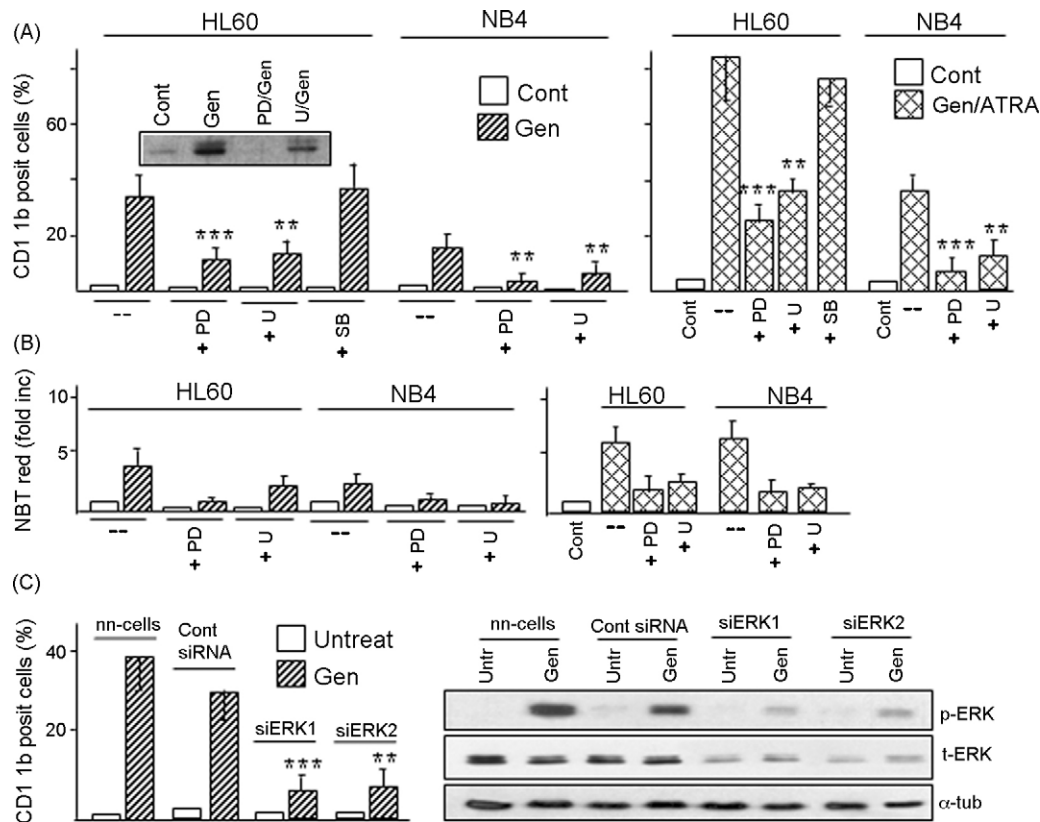 (A)
HL60
NB4
HL60
NB4
CD1 1b posit cells (%)
60
20
Cont
Gen
PD/Gen
U/Gen
Cont
Gen
Cont
Gen/ATRA
***
**
**
**
***
**
***
**
--
+ PD
+ U
+ SB
--
+ PD
+ U
Cont
--
+ PD
+ U
+ SB
Cont
--
+ PD
+ U
(B)
HL60
NB4
HL60
NB4
NBT red (fold inc)
10
5
--
+ PD
+ U
--
+ PD
+ U
Cont
--
+ PD
+ U
--
+ PD
+ U
(C)
CD1 1b posit cells (%)
40
20
nn-cells
Cont
siRNA
Untreat
Gen
siERK1
siERK2
***
**
nn-cells
Cont siRNA
siERK1
siERK2
Untr
Gen
Untr
Gen
Untr
Gen
Untr
Gen
p-ERK
t-ERK
α-tub